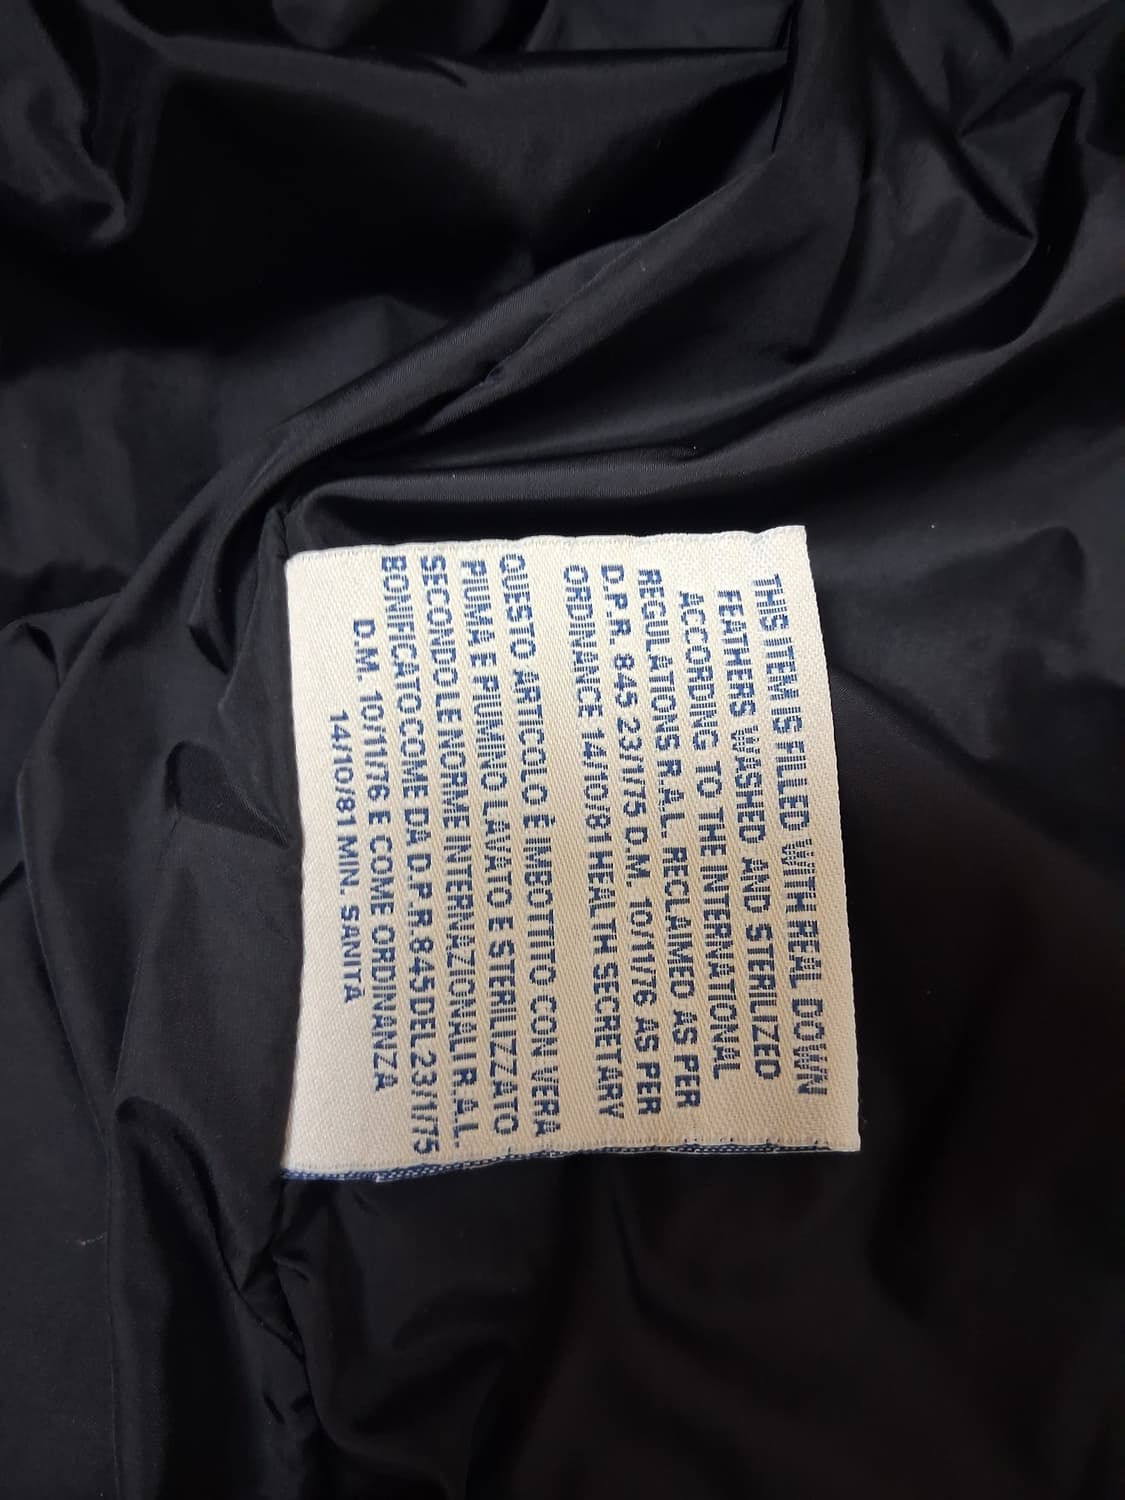 THIS ITEM IS FILLED WITH REAL DOWN
FEATHERS WASHED AND STERILIZED
ACCORDING TO THE INTERNATIONAL
REGULATIONS R.A.L. RECLAIMED AS PER
D.P.R. 845 23/1/75 D.M. 10/11/76 AS PER
ORDINANCE 14/10/81 HEALTH SECRETARY
QUESTO ARTICOLO È IMBOTTITO CON VERA
PIUMA E PIUMINO LAVATO E STERILIZZATO
SECONDO LE NORME INTERNAZIONALI R.A.L.
BONIFICATO COME DA D.P.R. 845 DEL 23/1/75
D.M. 10/11/76 E COME ORDINANZA
14/10/81 MIN. SANITÀ